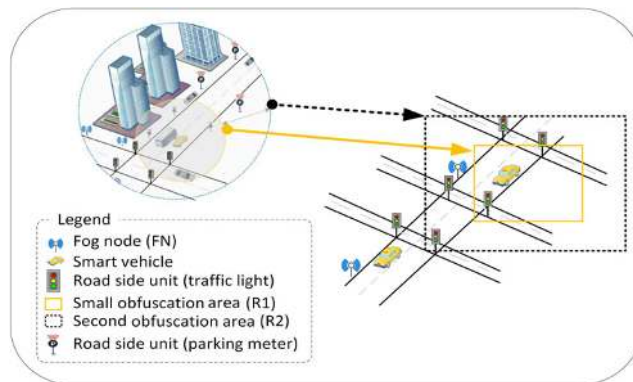 Legend
Fog node (FN)
Smart vehicle
Road side unit (traffic light)
Small obfuscation area (R1)
Second obfuscation area (R2)
Road side unit (parking meter)